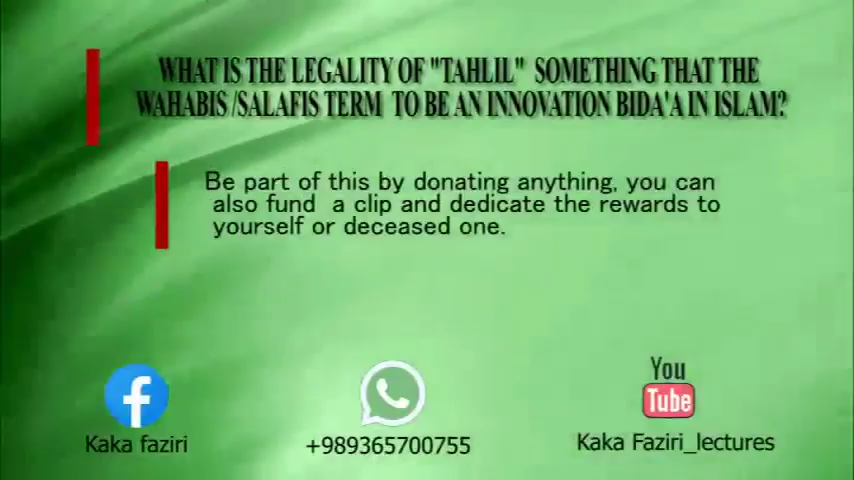 WHAT IS THE LEGALITY OF "TAHLIL" SOMETHING THAT THE
WAHABIS /SALAFIS TERM TO BE AN INNOVATION BIDA'A IN ISLAM?
Be part of this by donating anything, you can
also fund a clip and dedicate the rewards to
yourself or deceased one.
You
Tube
Kaka faziri
+989365700755
Kaka Faziri_lectures